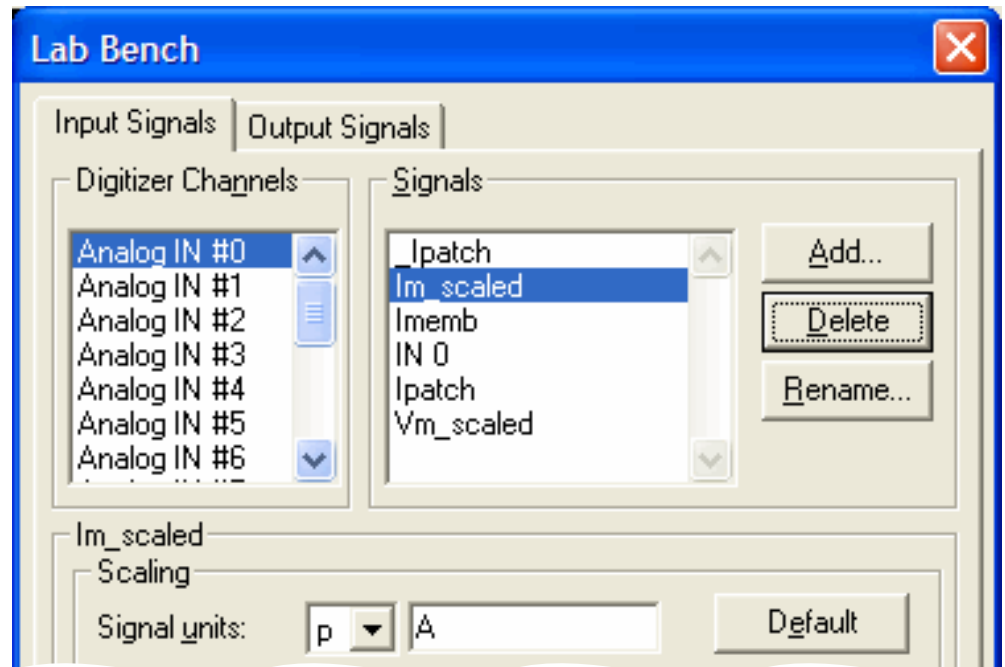 Lab Bench
Input Signals
Output Signals
Digitizer Channels
Analog IN #0
Analog IN #1
Analog IN #2
Analog IN #3
Analog IN #4
Analog IN #5
Analog IN #6
Signals
_Ipatch
Im_scaled
Imemb
IN 0
Ipatch
Vm_scaled
Add...
Delete
Rename...
Im_scaled
Scaling
Signal units:
p
A
Default